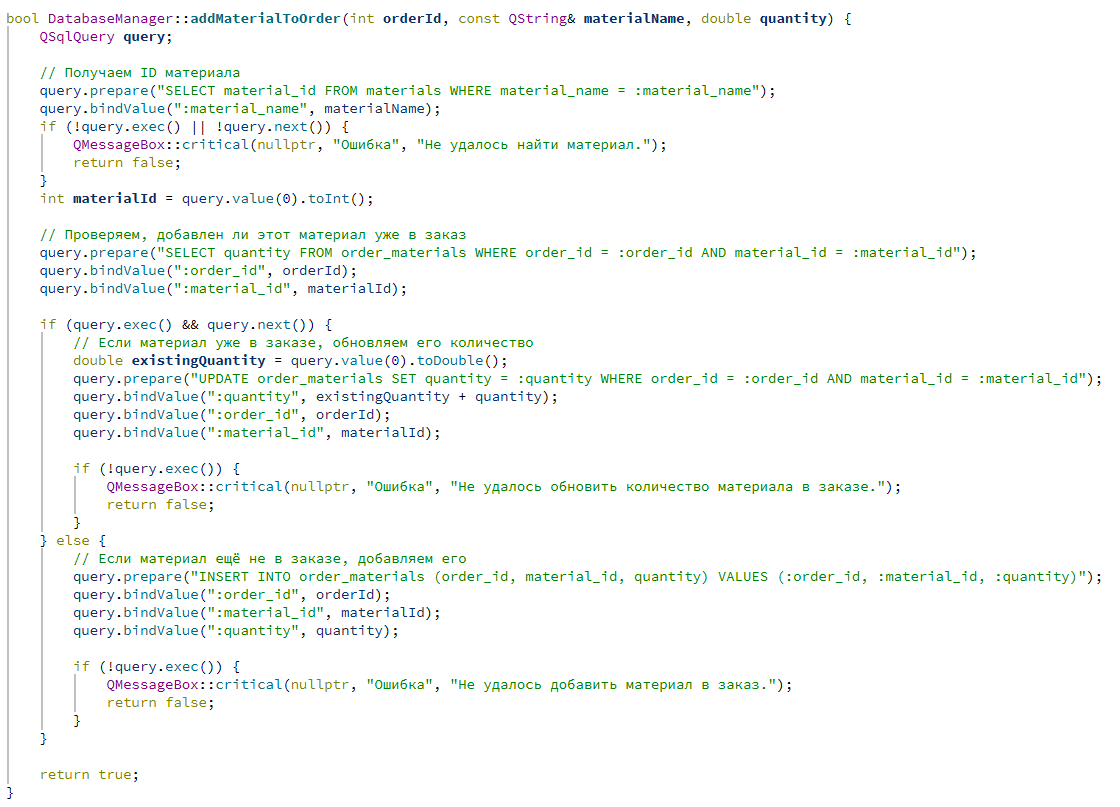 bool DatabaseManager::addMaterialToOrder(int orderId, const QString& materialName, double quantity) {
    QSqlQuery query;

    // Получаем ID материала
    query.prepare("SELECT material_id FROM materials WHERE material_name = :material_name");
    query.bindValue(":material_name", materialName);
    if (!query.exec() || !query.next()) {
        QMessageBox::critical(nullptr, "Ошибка", "Не удалось найти материал.");
        return false;
    }
    int materialId = query.value(0).toInt();

    // Проверяем, добавлен ли этот материал уже в заказ
    query.prepare("SELECT quantity FROM order_materials WHERE order_id = :order_id AND material_id = :material_id");
    query.bindValue(":order_id", orderId);
    query.bindValue(":material_id", materialId);

    if (query.exec() && query.next()) {
        // Если материал уже в заказе, обновляем его количество
        double existingQuantity = query.value(0).toDouble();
        query.prepare("UPDATE order_materials SET quantity = :quantity WHERE order_id = :order_id AND material_id = :material_id");
        query.bindValue(":quantity", existingQuantity + quantity);
        query.bindValue(":order_id", orderId);
        query.bindValue(":material_id", materialId);

        if (!query.exec()) {
            QMessageBox::critical(nullptr, "Ошибка", "Не удалось обновить количество материала в заказе.");
            return false;
        }
    } else {
        // Если материал ещё не в заказе, добавляем его
        query.prepare("INSERT INTO order_materials (order_id, material_id, quantity) VALUES (:order_id, :material_id, :quantity)");
        query.bindValue(":order_id", orderId);
        query.bindValue(":material_id", materialId);
        query.bindValue(":quantity", quantity);

        if (!query.exec()) {
            QMessageBox::critical(nullptr, "Ошибка", "Не удалось добавить материал в заказ.");
            return false;
        }
    }

    return true;
}